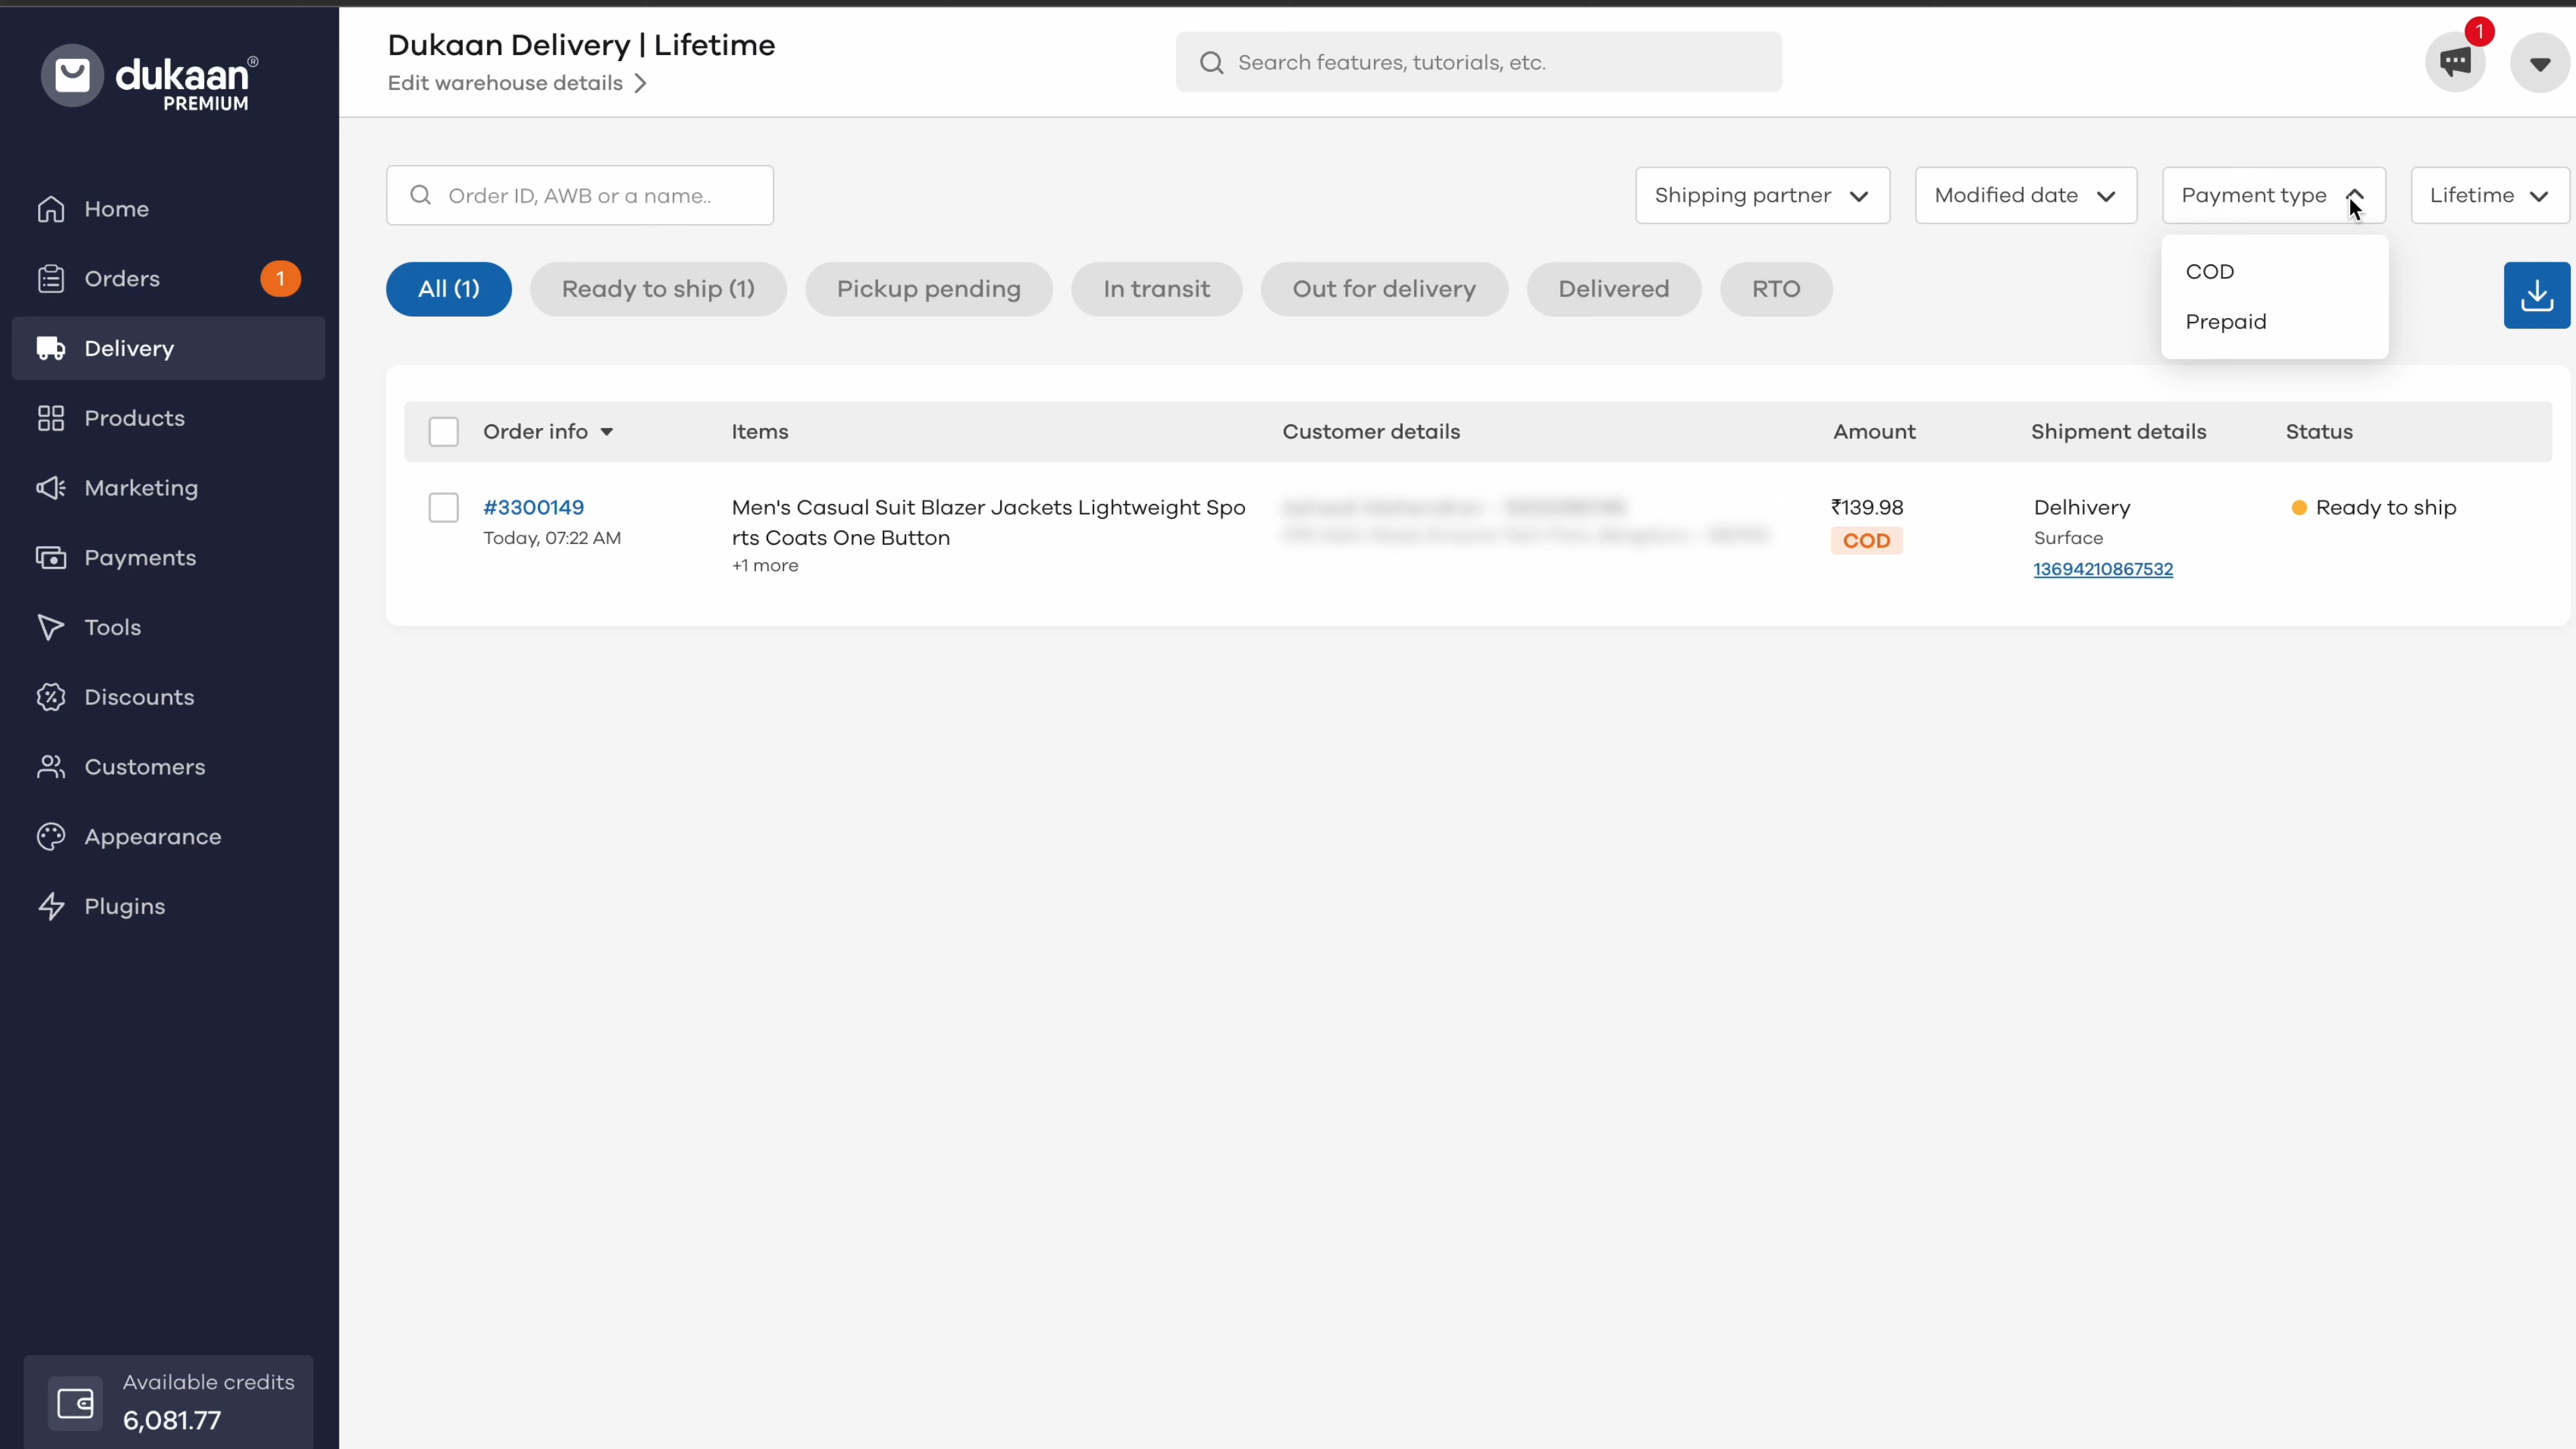 dukaan®
PREMIUM
Home
Orders
1
Delivery
Products
Marketing
Payments
Tools
Discounts
Customers
Appearance
Plugins
Available credits
6,081.77
Dukaan Delivery | Lifetime
Edit warehouse details
Search features, tutorials, etc.
1
Order ID, AWB or a name..
Shipping partner
Modified date
Payment type
Lifetime
COD
Prepaid
All (1)
Ready to ship (1)
Pickup pending
In transit
Out for delivery
Delivered
RTO
Order info
Items
Customer details
Amount
Shipment details
Status
#3300149
Today, 07:22 AM
Men's Casual Suit Blazer Jackets Lightweight Spo
rts Coats One Button
+1 more
₹139.98
COD
Delhivery
Surface
13694210867532
Ready to ship